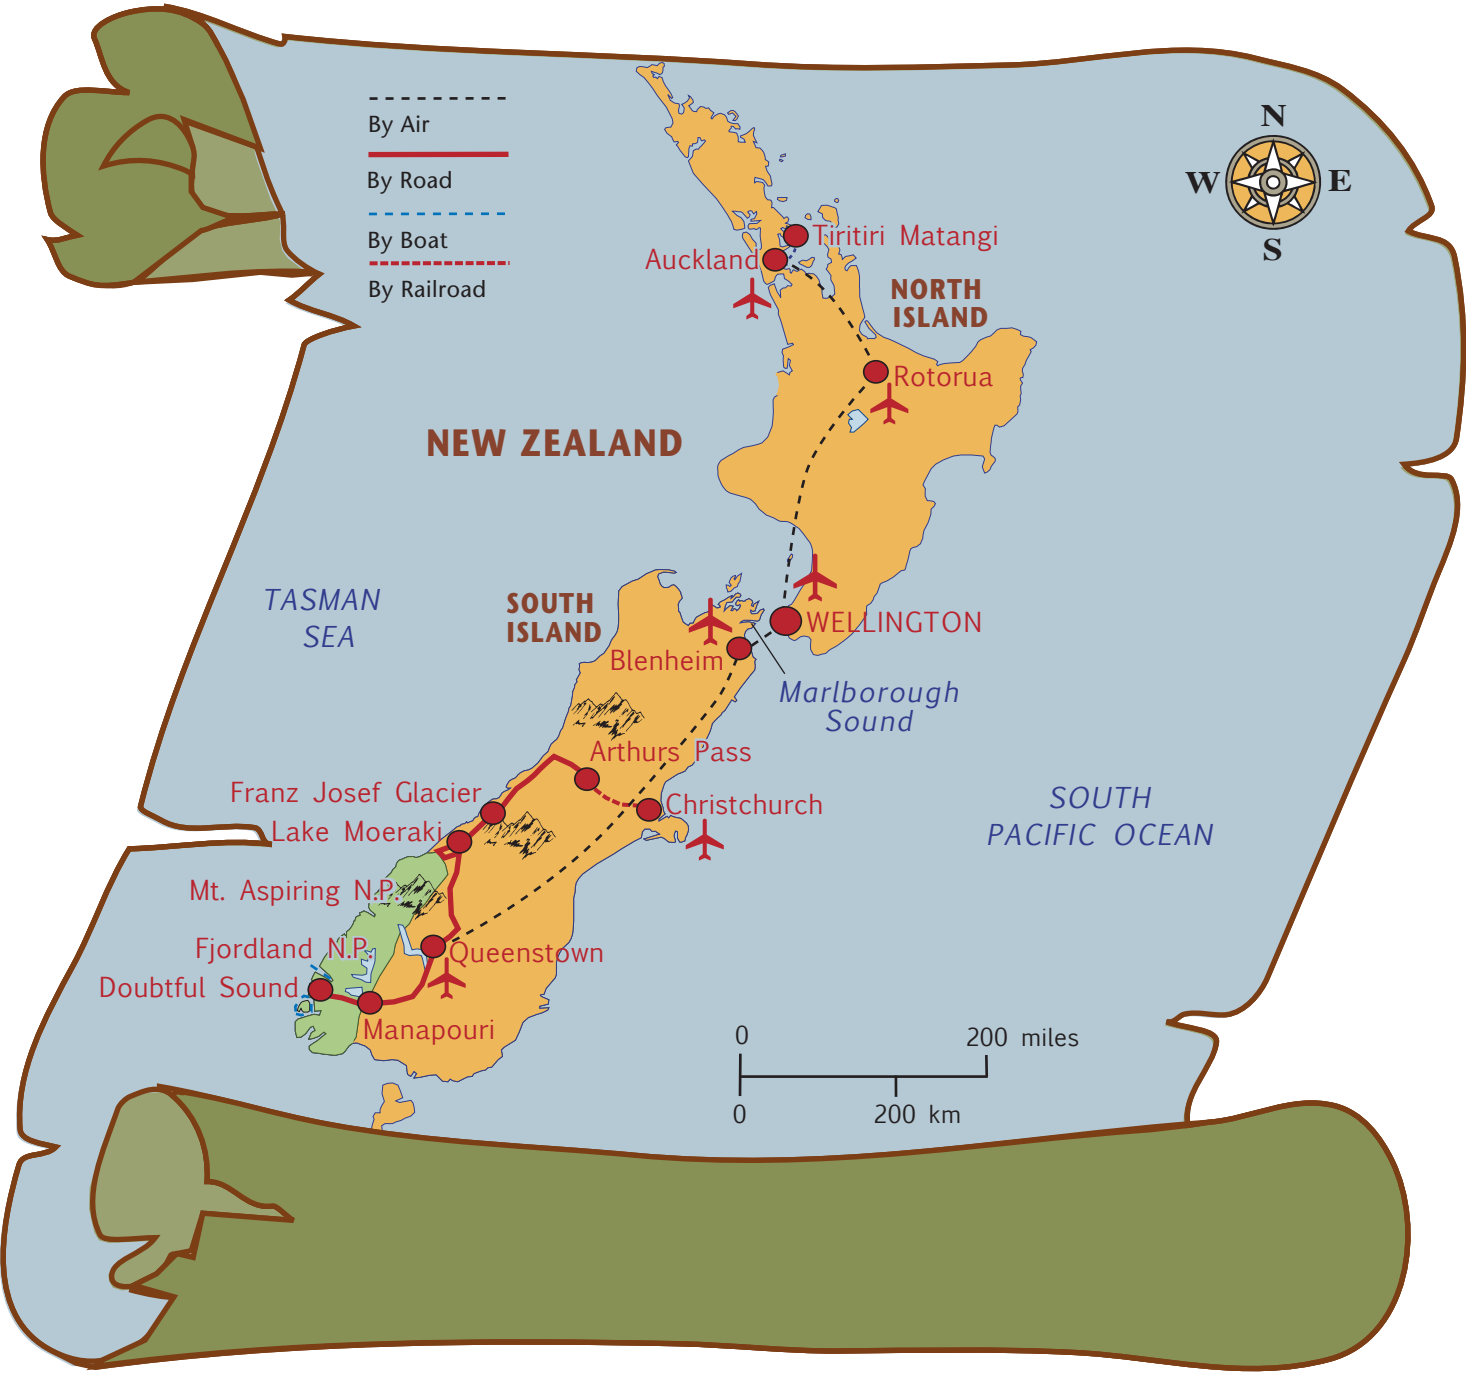 By Air
By Road
By Boat
By Railroad
N
W
E
S
Tiritiri Matangi
Auckland
NORTH
ISLAND
Rotorua
NEW ZEALAND
TASMAN
SEA
SOUTH
ISLAND
WELLINGTON
Blenheim
Marlborough
Sound
Arthurs Pass
Franz Josef Glacier
Christchurch
Lake Moeraki
SOUTH
PACIFIC OCEAN
Mt. Aspiring N.P.
Fjordland N.P.
Queenstown
Doubtful Sound
Manapouri
0
200 miles
0
200 km